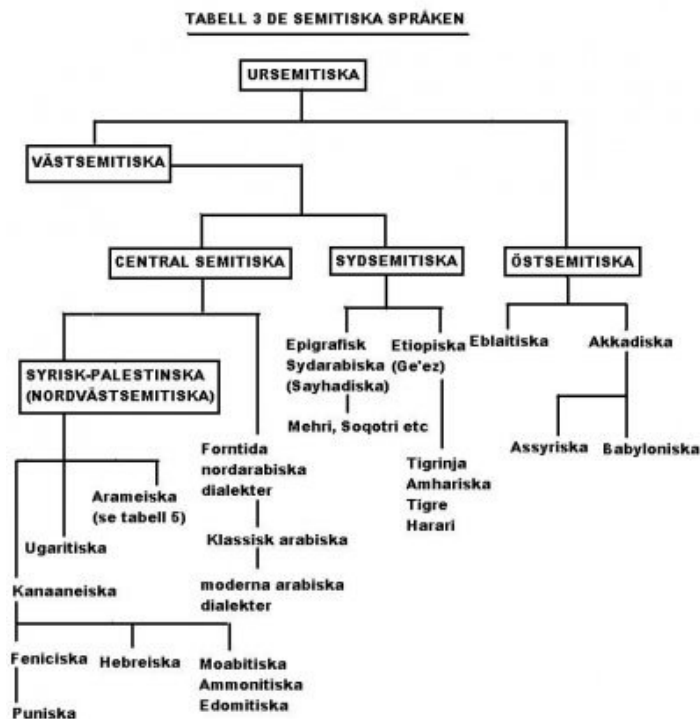 TABELL 3 DE SEMITISKA SPRÅKEN
URSEMITISKA
VÄSTSEMITISKA
CENTRAL SEMITISKA
SYDSEMITISKA
ÖSTSEMITISKA
SYRISK-PALESTINSKA
(NORDVÄSTSEMITISKA)
Epigrafisk
Sydarabiska
(Sayhadiska)
Mehri, Soqotri etc
Etiopiska
(Ge'ez)
Tigrinja
Amhariska
Tigre
Harari
Eblaitiska
Akkadiska
Assyriska
Babyloniska
Forntida
nordarabiska
dialekter
Klassisk arabiska
moderna arabiska
dialekter
Arameiska
(se tabell 5)
Ugaritiska
Kanaaneiska
Feniciska
Hebreiska
Moabitiska
Ammonitiska
Edomitiska
Puniska